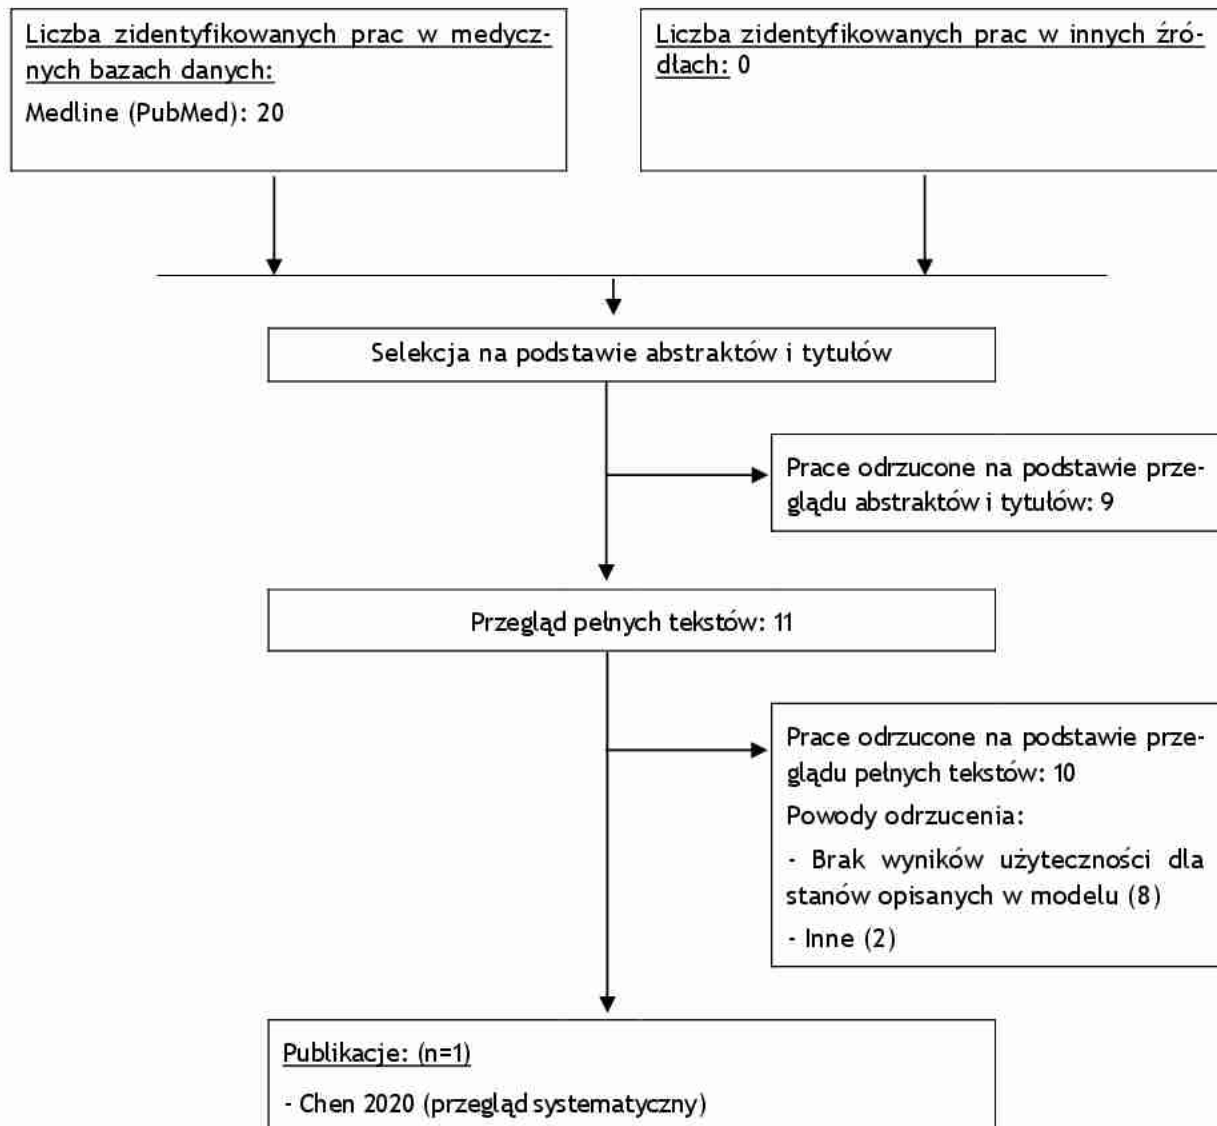 Liczba zidentyfikowanych prac w medycz-
nych bazach danych:
Medline (PubMed): 20
Liczba zidentyfikowanych prac w innych źró-
dłach: 0
Selekcja na podstawie abstraktów i tytułów
Prace odrzucone na podstawie prze-
glądu abstraktów i tytułów: 9
Przegląd pełnych tekstów: 11
Prace odrzucone na podstawie prze-
glądu pełnych tekstów: 10
Powody odrzucenia:
- Brak wyników użyteczności dla
stanów opisanych w modelu (8)
- Inne (2)
Publikacje: (n=1)
- Chen 2020 (przegląd systematyczny)